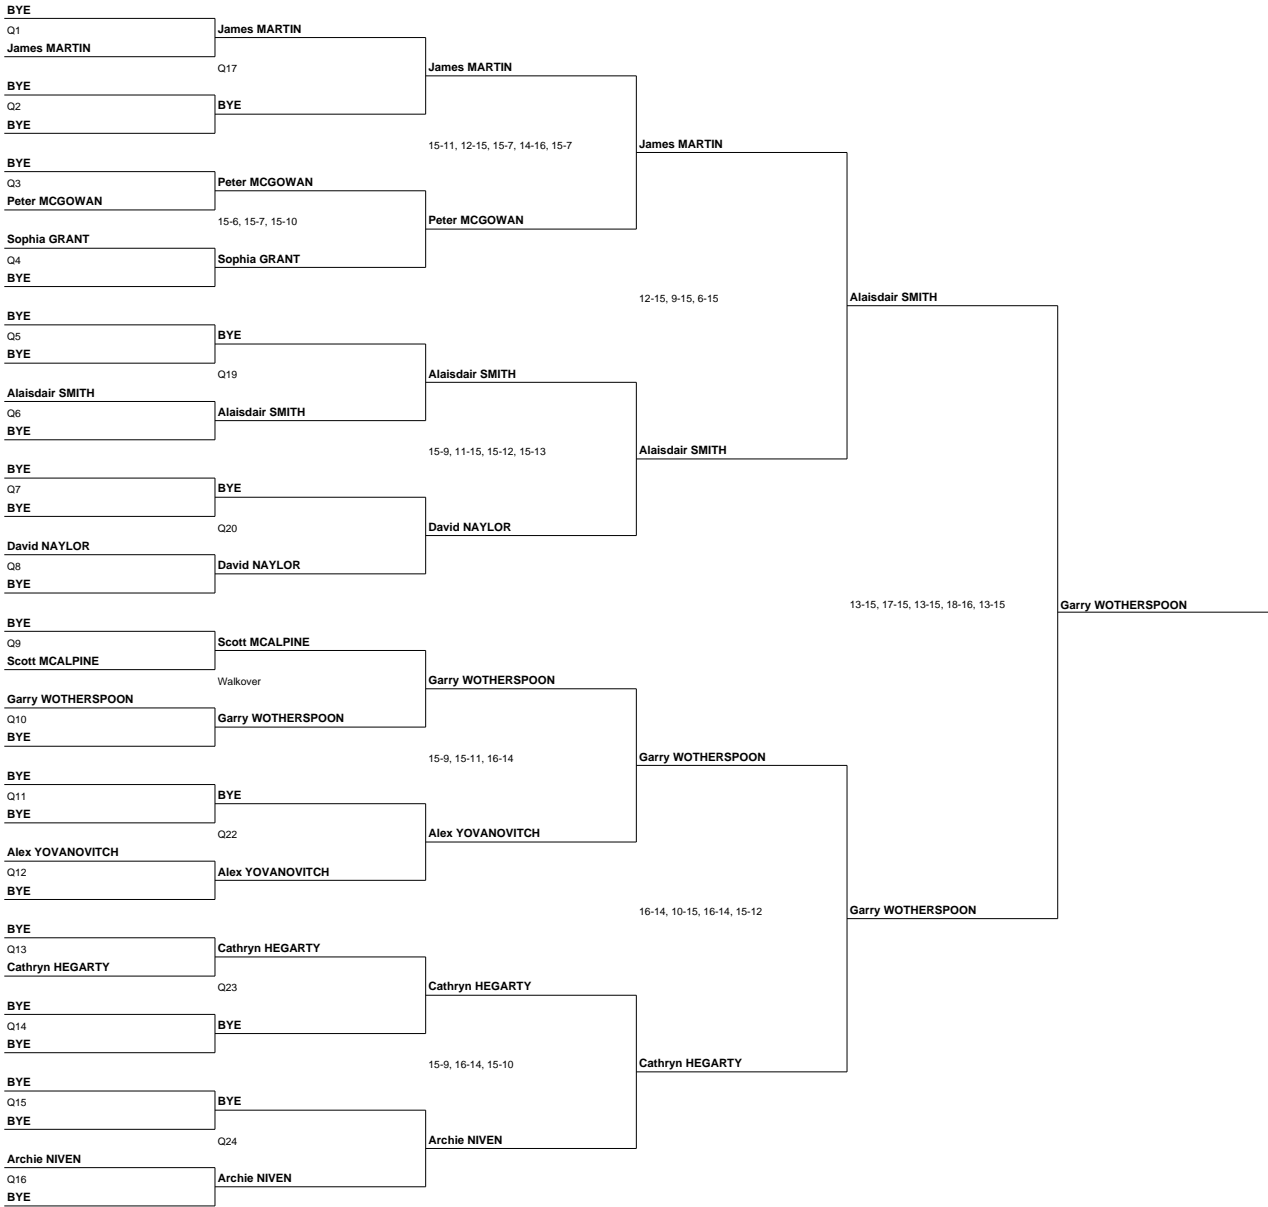 BYE
Q1
James MARTIN
James MARTIN
Q17
James MARTIN
BYE
Q2
BYE
BYE
15-11, 12-15, 15-7, 14-16, 15-7
James MARTIN
BYE
Q3
Peter MCGOWAN
Peter MCGOWAN
15-6, 15-7, 15-10
Peter MCGOWAN
Sophia GRANT
Q4
BYE
Sophia GRANT
12-15, 9-15, 6-15
Alaisdair SMITH
BYE
Q5
BYE
BYE
Q19
Alaisdair SMITH
Alaisdair SMITH
Q6
BYE
Alaisdair SMITH
15-9, 11-15, 15-12, 15-13
Alaisdair SMITH
BYE
Q7
BYE
BYE
Q20
David NAYLOR
David NAYLOR
Q8
BYE
David NAYLOR
13-15, 17-15, 13-15, 18-16, 13-15
Garry WOTHERSPOON
BYE
Q9
Scott MCALPINE
Scott MCALPINE
Walkover
Garry WOTHERSPOON
Garry WOTHERSPOON
Q10
BYE
Garry WOTHERSPOON
15-9, 15-11, 16-14
Garry WOTHERSPOON
BYE
Q11
BYE
BYE
Q22
Alex YOVANOVITCH
Alex YOVANOVITCH
Q12
BYE
Alex YOVANOVITCH
16-14, 10-15, 16-14, 15-12
Garry WOTHERSPOON
BYE
Q13
Cathryn HEGARTY
Cathryn HEGARTY
Q23
Cathryn HEGARTY
BYE
Q14
BYE
BYE
15-9, 16-14, 15-10
Cathryn HEGARTY
BYE
Q15
BYE
BYE
Q24
Archie NIVEN
Archie NIVEN
Q16
BYE
Archie NIVEN